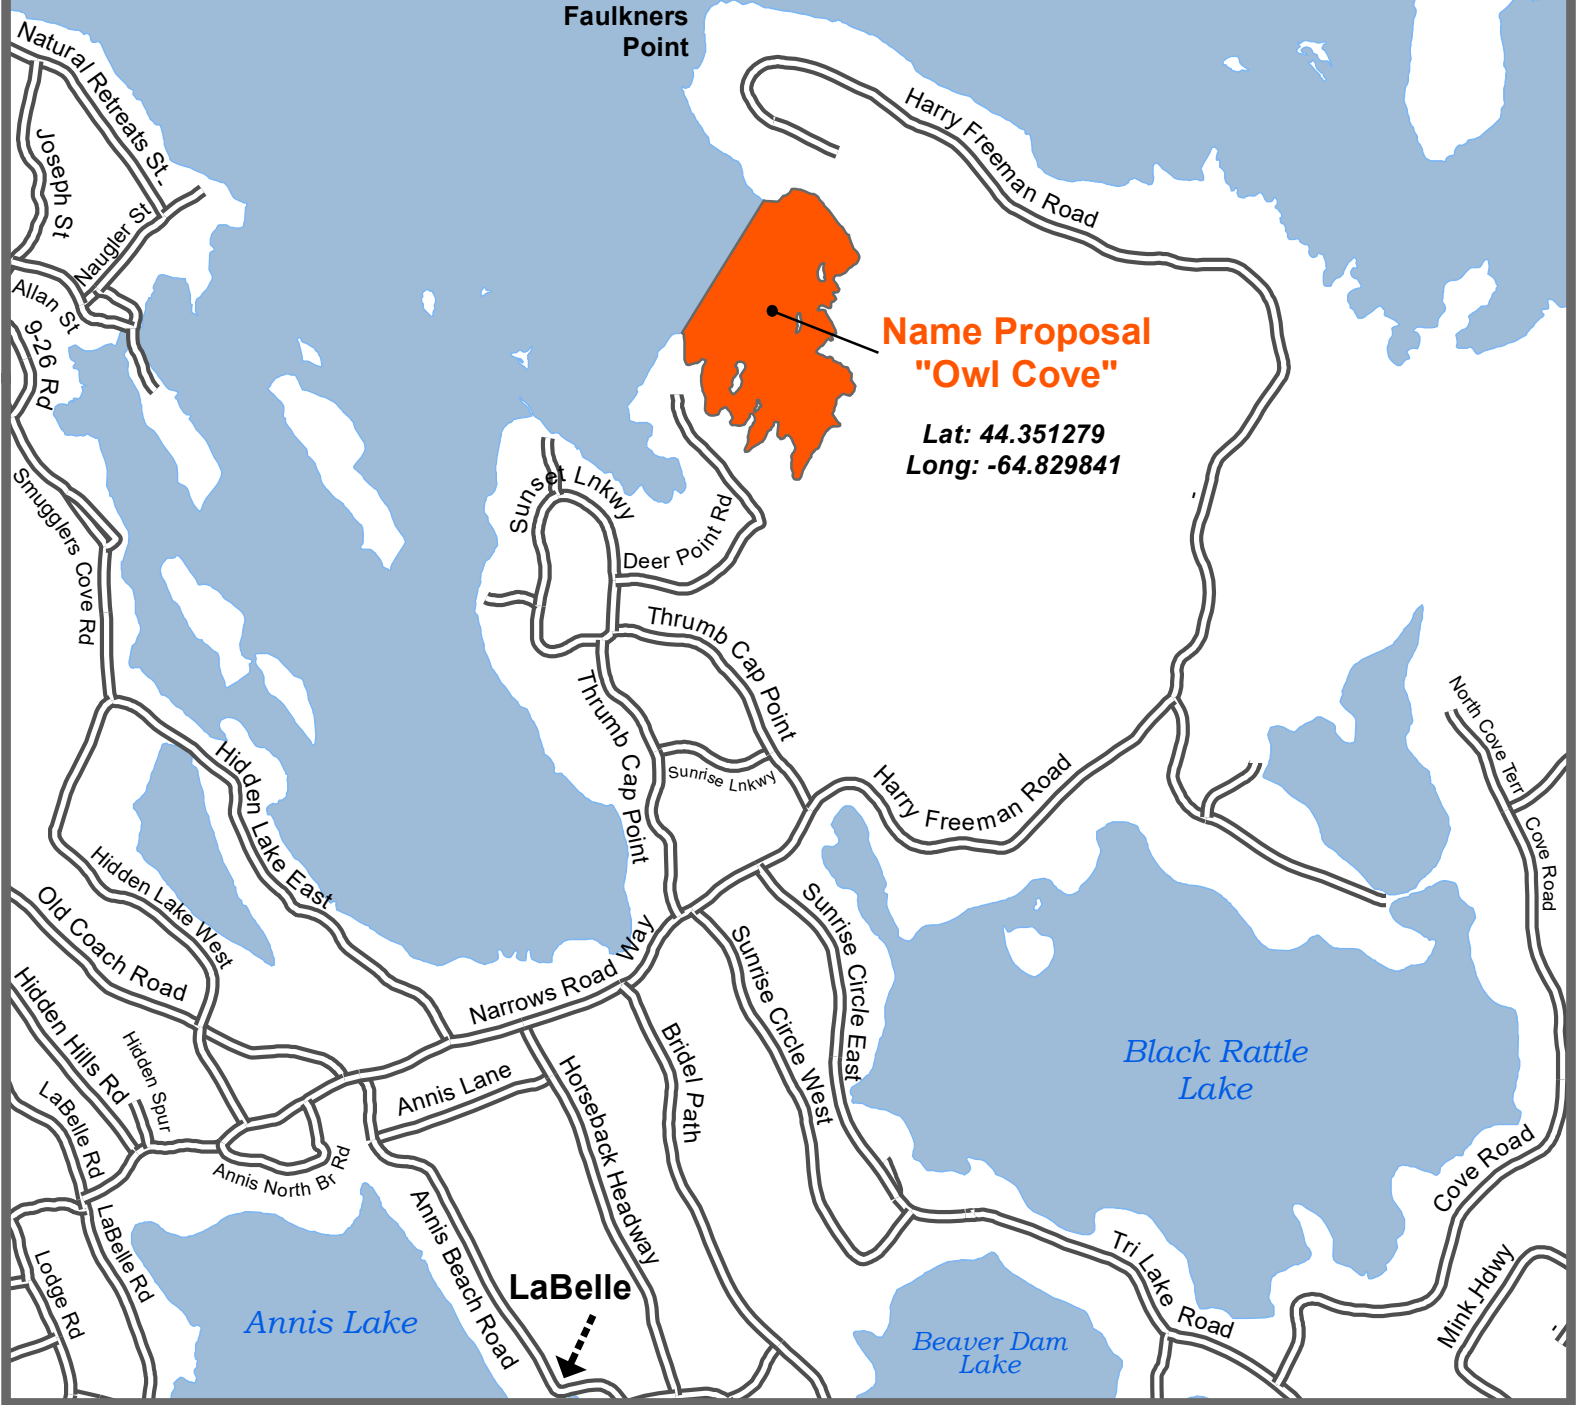 Faulkners
Point
Natural Retreats St
Harry Freeman Road
Joseph St
Naugler St
Allan St
9-26 Rd
Name Proposal
"Owl Cove"
Lat: 44.351279
Long: -64.829841
Smugglers Cove Rd
Sunset Lnkwy
Deer Point Rd
Thrumb Cap Point
Thrumb Cap Point
Sunrise Lnkwy
Harry Freeman Road
North Cove Terr
Cove Road
Hidden Lake East
Hidden Lake West
Old Coach Road
Narrows Road Way
Sunrise Circle East
Sunrise Circle West
Hidden Hills Rd
Hidden Spur
LaBelle Rd
Annis Lane
Horseback Headway
Bridel Path
Black Rattle
Lake
Annis North Br Rd
Cove Road
LaBelle Rd
Lodge Rd
Annis Beach Road
LaBelle
Annis Lake
Tri Lake Road
Beaver Dam
Lake
Mink Hdwy